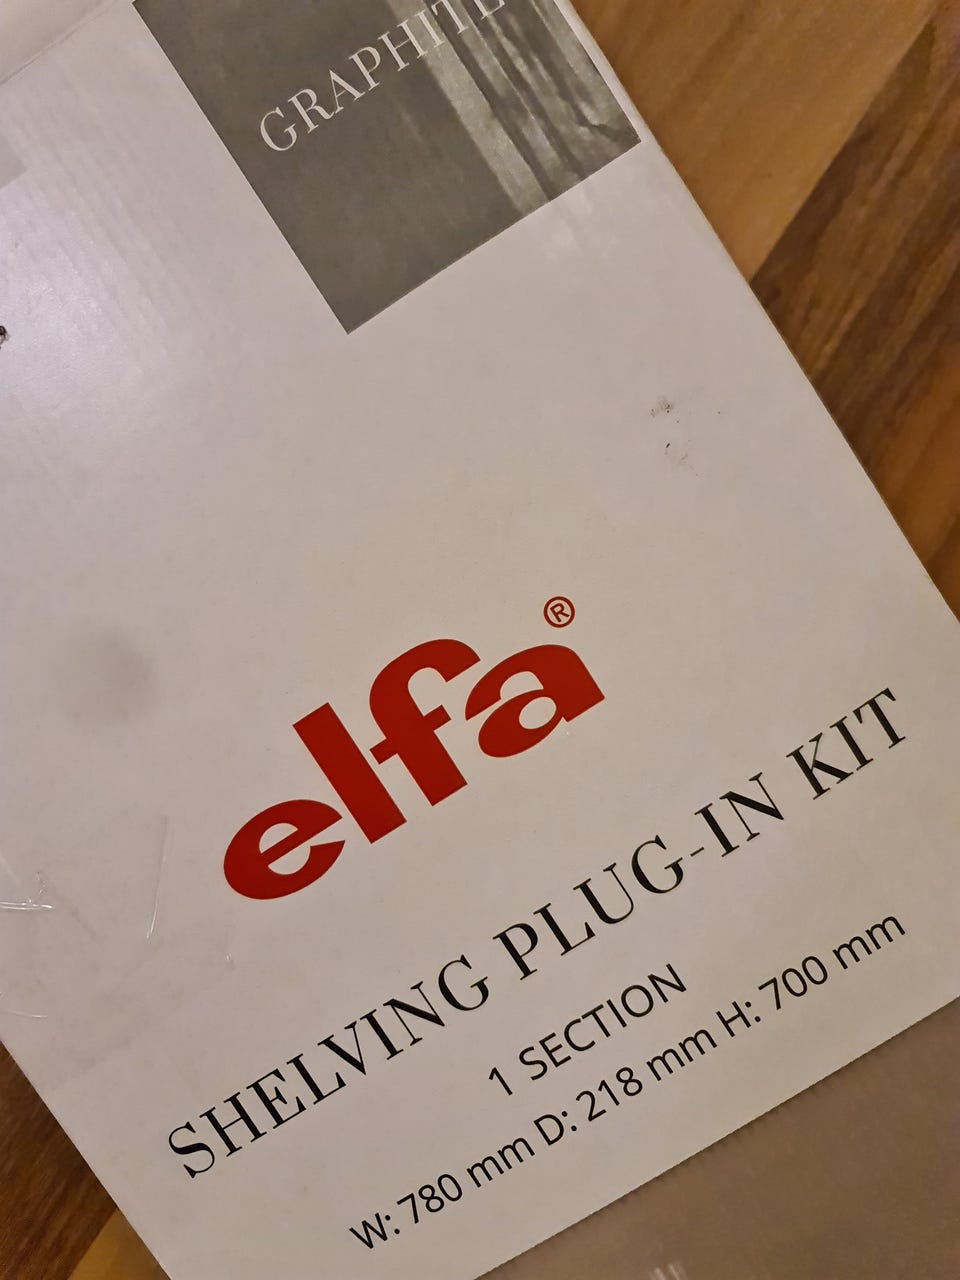 GRAPHITE
elfa®
SHELVING PLUG-IN KIT
1 SECTION
W: 780 mm D: 218 mm H: 700 mm